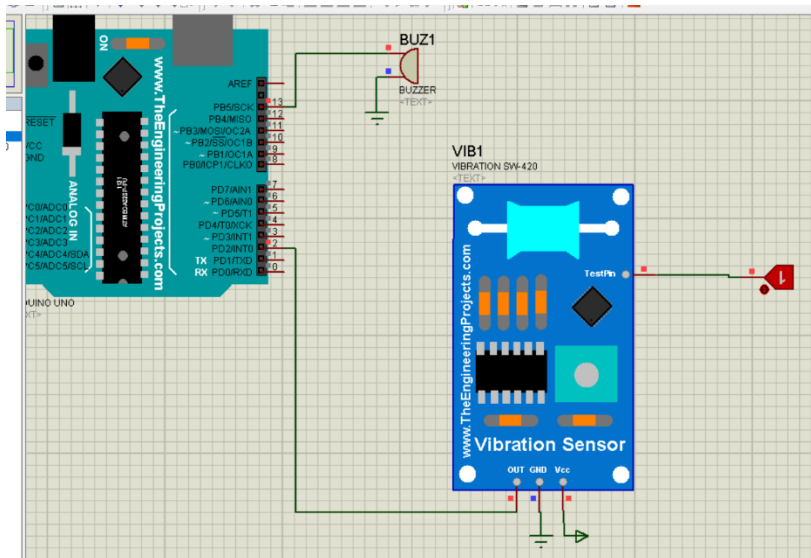 ON
www.TheEngineeringProjects.com
RESET
VCC
GND
ANALOG IN
PC0/ADC0
PC1/ADC1
PC2/ADC2
PC3/ADC3
PC4/ADC4/SDA
PC5/ADC5/SCL
AREF
PB5/SCK 13
PB4/MISO 12
~PB3/MOSI/OC2A 11
~PB2/SS/OC1B 10
~PB1/OC1A 9
PB0/ICP1/CLKO 8
PD7/AIN1 7
~PD6/AIN0 6
~PD5/T1 5
PD4/T0/XCK 4
~PD3/INT1 3
PD2/INT0 2
TX PD1/TXD 1
RX PD0/RXD 0
UINO UNO
BUZ1
BUZZER
<TEXT>
VIB1
VIBRATION SW-420
<TEXT>
www.TheEngineeringProjects.com
TestPin
1
Vibration Sensor
OUT GND Vcc